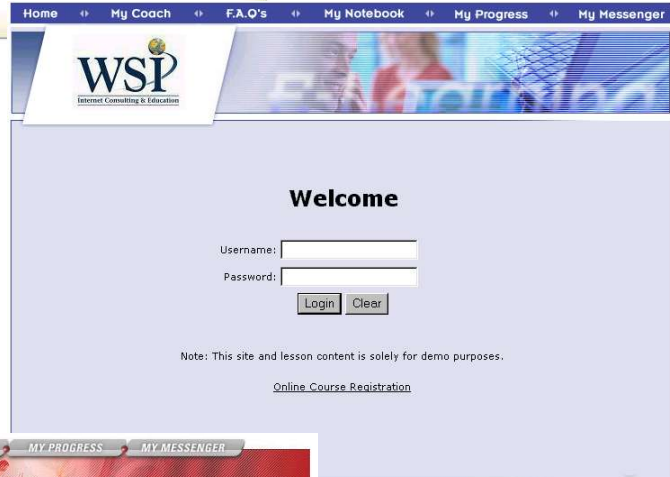 Home My Coach F.A.Q's My Notebook My Progress My Messenger
WSI
Internet Consulting & Education
Welcome
Username:
Password:
Login Clear
Note: This site and lesson content is solely for demo purposes.
Online Course Registration
MY PROGRESS MY MESSENGER